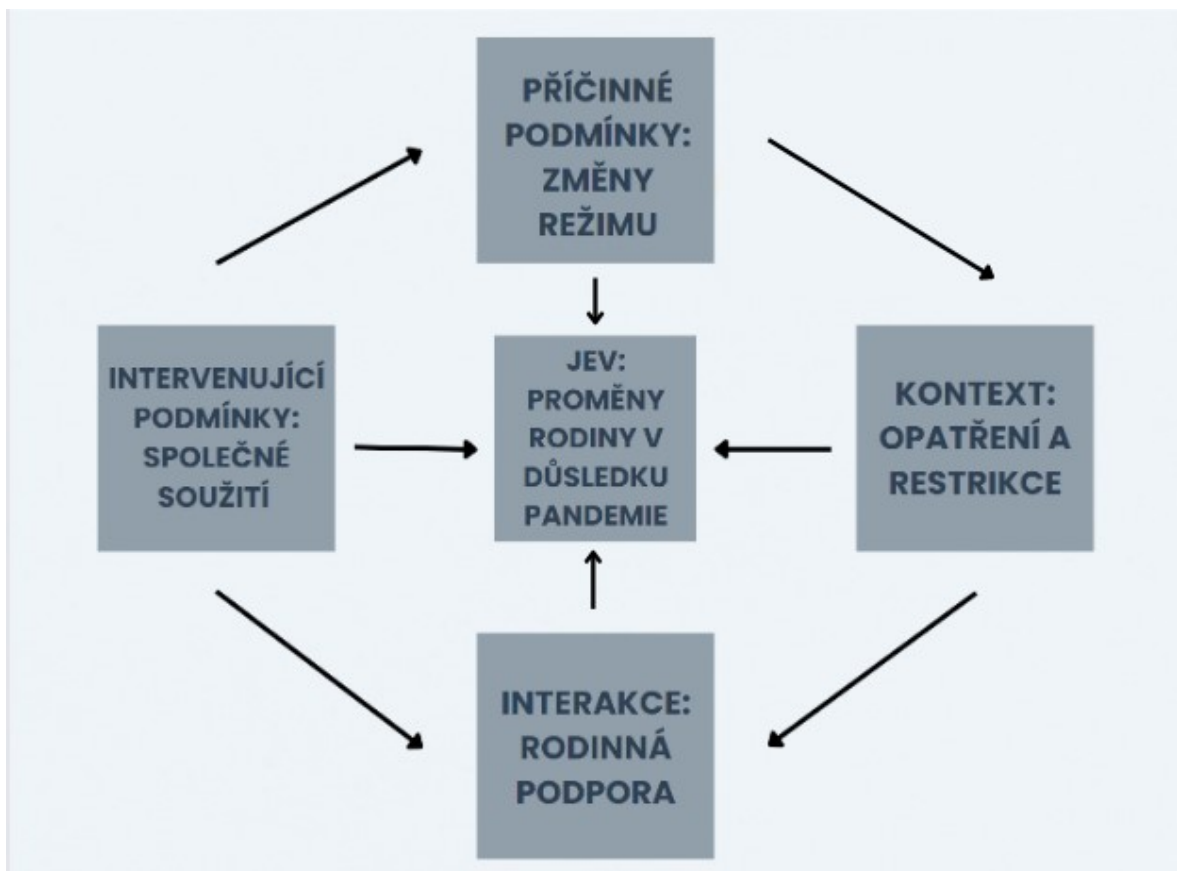 PŘÍČINNÉ
PODMÍNKY:
ZMĚNY
REŽIMU
INTERVENUJÍCÍ
PODMÍNKY:
SPOLEČNÉ
SOUŽITÍ
JEV:
PROMĚNY
RODINY V
DŮSLEDKU
PANDEMIE
KONTEXT:
OPATŘENÍ A
RESTRIKCE
INTERAKCE:
RODINNÁ
PODPORA